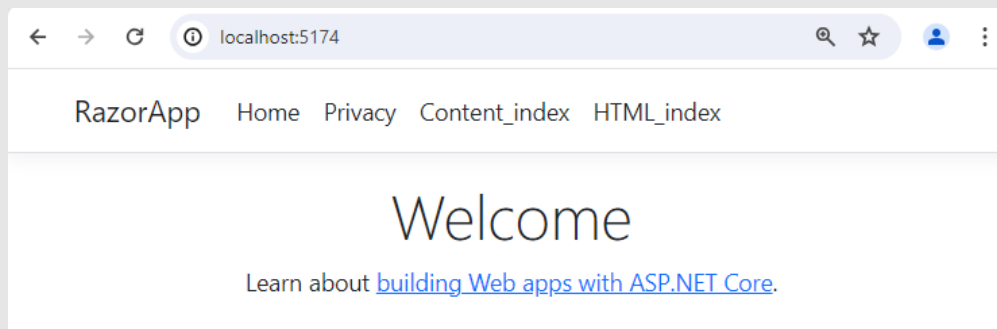 localhost:5174
RazorApp Home Privacy Content_index HTML_index
Welcome
Learn about building Web apps with ASP.NET Core.